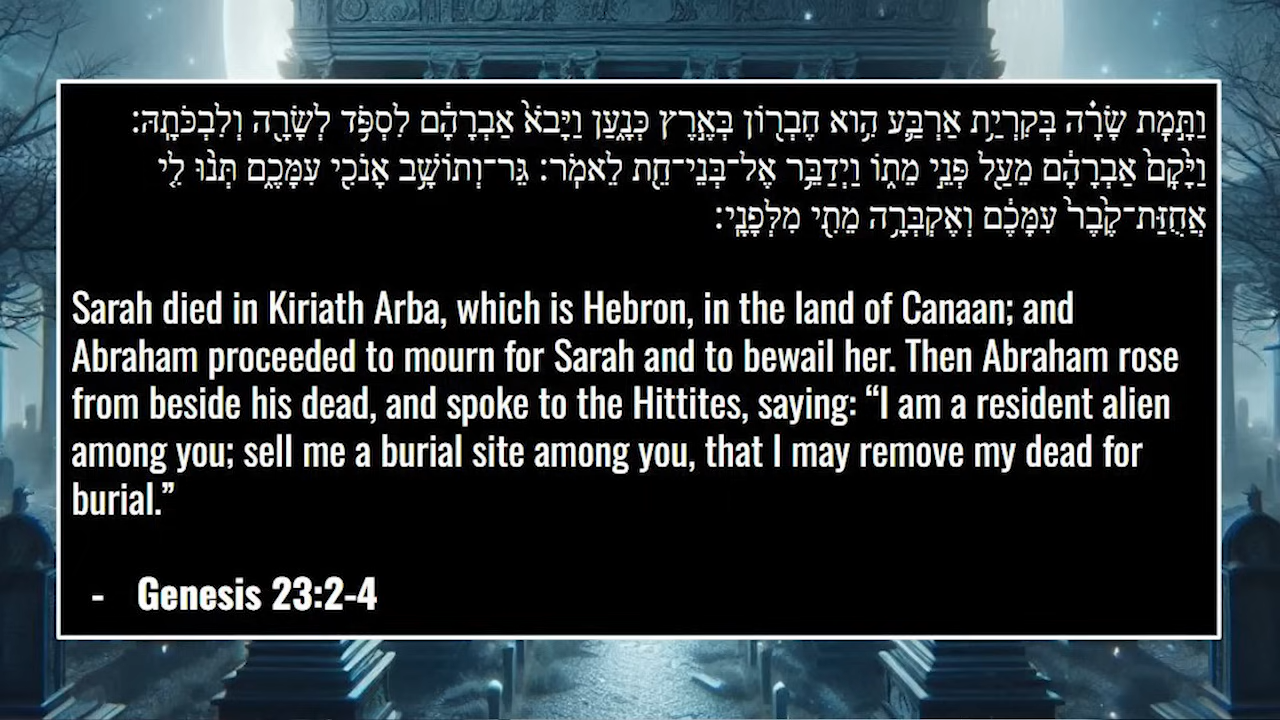 וַתָּ֣מׇת שָׂרָ֗ה בְּקִרְיַ֥ת אַרְבַּ֛ע הִ֥וא חֶבְר֖וֹן בְּאֶ֣רֶץ כְּנָ֑עַן וַיָּבֹא֙ אַבְרָהָ֔ם לִסְפֹּ֥ד לְשָׂרָ֖ה וְלִבְכֹּתָֽהּ׃
וַיָּ֙קׇם֙ אַבְרָהָ֔ם מֵעַ֖ל פְּנֵ֣י מֵת֑וֹ וַיְדַבֵּ֥ר אֶל־בְּנֵי־חֵ֖ת לֵאמֹֽר׃ גֵּר־וְתוֹשָׁ֥ב אָנֹכִ֖י עִמָּכֶ֑ם תְּנ֨וּ לִ֤י
אֲחֻזַּת־קֶ֙בֶר֙ עִמָּכֶ֔ם וְאֶקְבְּרָ֥ה מֵתִ֖י מִלְּפָנָֽי׃
Sarah died in Kiriath Arba, which is Hebron, in the land of Canaan; and
Abraham proceeded to mourn for Sarah and to bewail her. Then Abraham rose
from beside his dead, and spoke to the Hittites, saying: “I am a resident alien
among you; sell me a burial site among you, that I may remove my dead for
burial.”
- Genesis 23:2-4